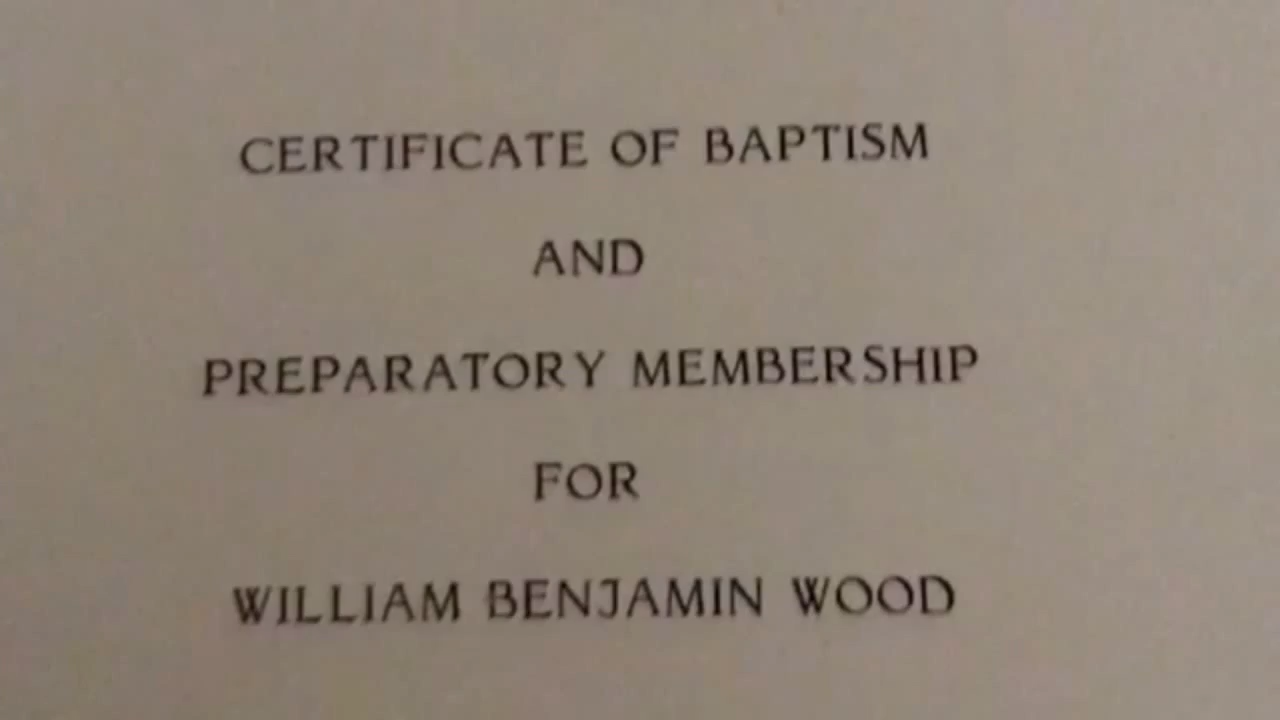 CERTIFICATE OF BAPTISM
AND
PREPARATORY MEMBERSHIP
FOR
WILLIAM BENJAMIN WOOD